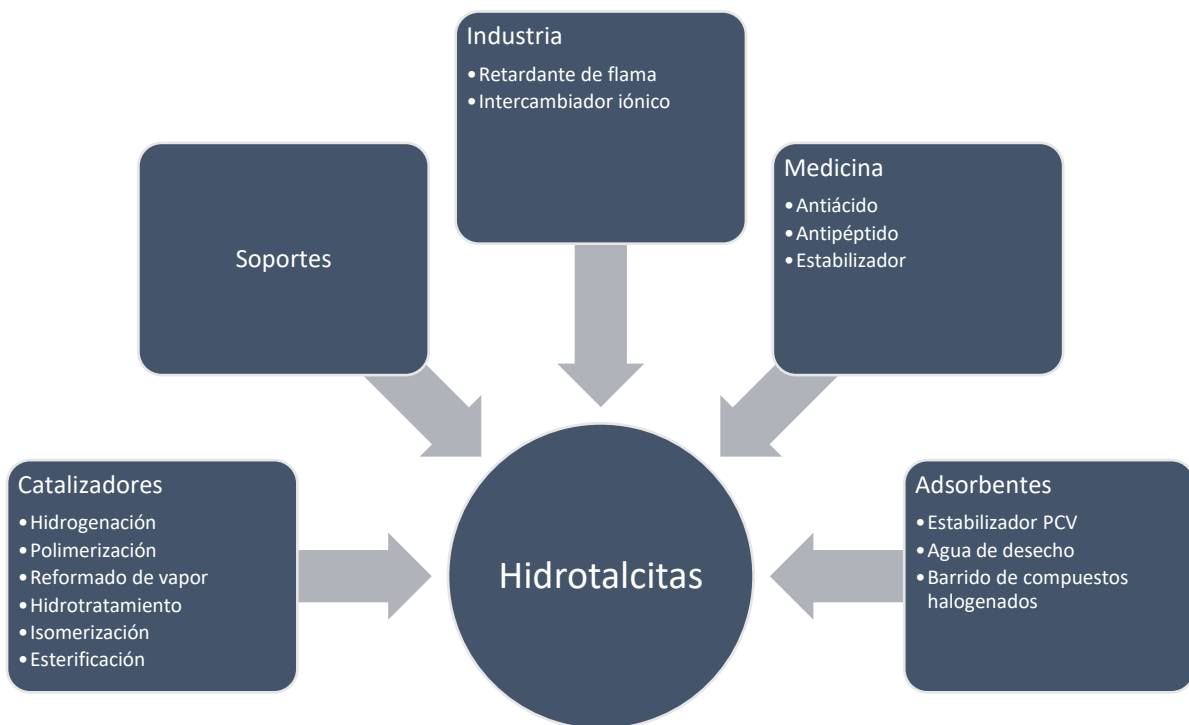 Industria
•Retardante de flama
•Intercambiador iónico
Soportes
Medicina
•Antiácido
•Antipéptido
•Estabilizador
Catalizadores
•Hidrogenación
•Polimerización
•Reformado de vapor
•Hidrotratamiento
•Isomerización
•Esterificación
Hidrotalcitas
Adsorbentes
•Estabilizador PCV
•Agua de desecho
•Barrido de compuestos
halogenados